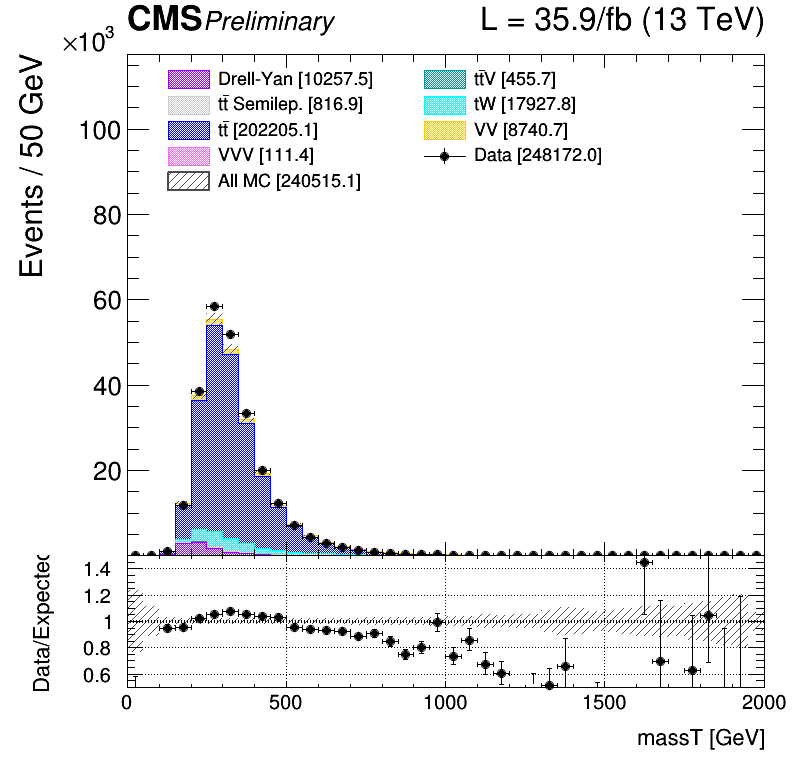 CMS Preliminary L = 35.9/fb (13 TeV)
×10³
Events / 50 GeV
Drell-Yan [10257.5]
tt̄ Semilep. [816.9]
tt̄ [202205.1]
VVV [111.4]
All MC [240515.1]
tt̄V [455.7]
tW [17927.8]
VV [8740.7]
Data [248172.0]
100
80
60
40
20
Data/Expected
1.4
1.2
1
0.8
0.6
0 500 1000 1500 2000
massT [GeV]